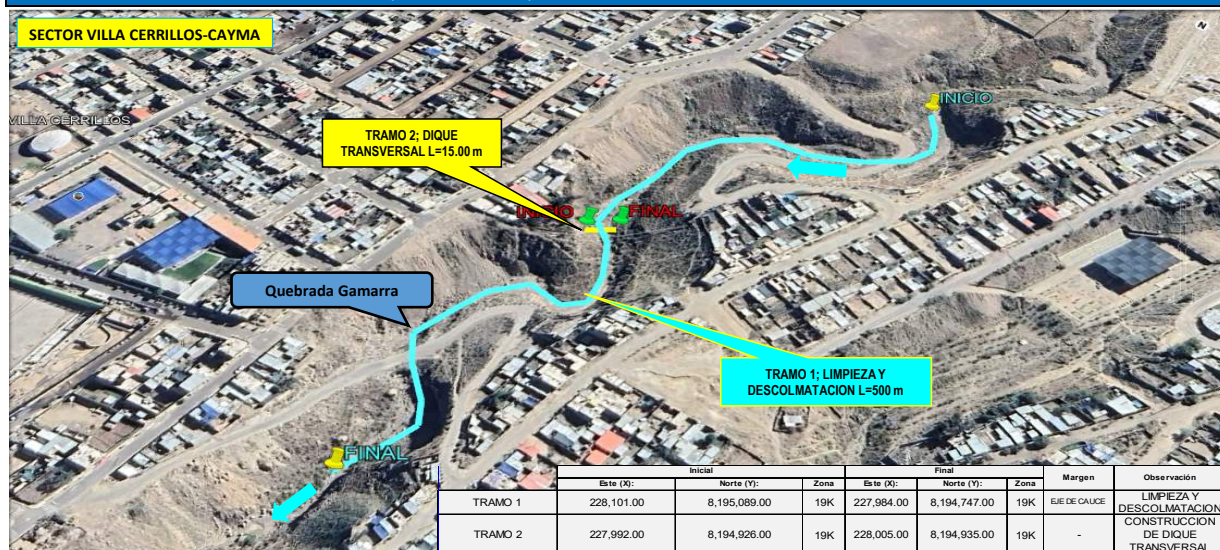 SECTOR VILLA CERRILLOS-CAYMA
N
INICIO
VILLA CERRILLOS
TRAMO 2; DIQUE
TRANSVERSAL L=15.00 m
INICIO
FINAL
Quebrada Gamarra
TRAMO 1; LIMPIEZA Y
DESCOLMATACION L=500 m
FINAL
Inicial Final Margen Observación
Este (X): Norte (Y): Zona Este (X): Norte (Y): Zona
TRAMO 1 228,101.00 8,195,089.00 19K 227,984.00 8,194,747.00 19K EJE DE CAUCE LIMPIEZA Y
DESCOLMATACION
TRAMO 2 227,992.00 8,194,926.00 19K 228,005.00 8,194,935.00 19K - CONSTRUCCION
DE DIQUE
TRANSVERSAL